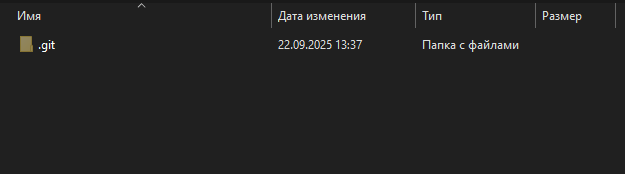 Имя Дата изменения Тип Размер
.git 22.09.2025 13:37 Папка с файлами